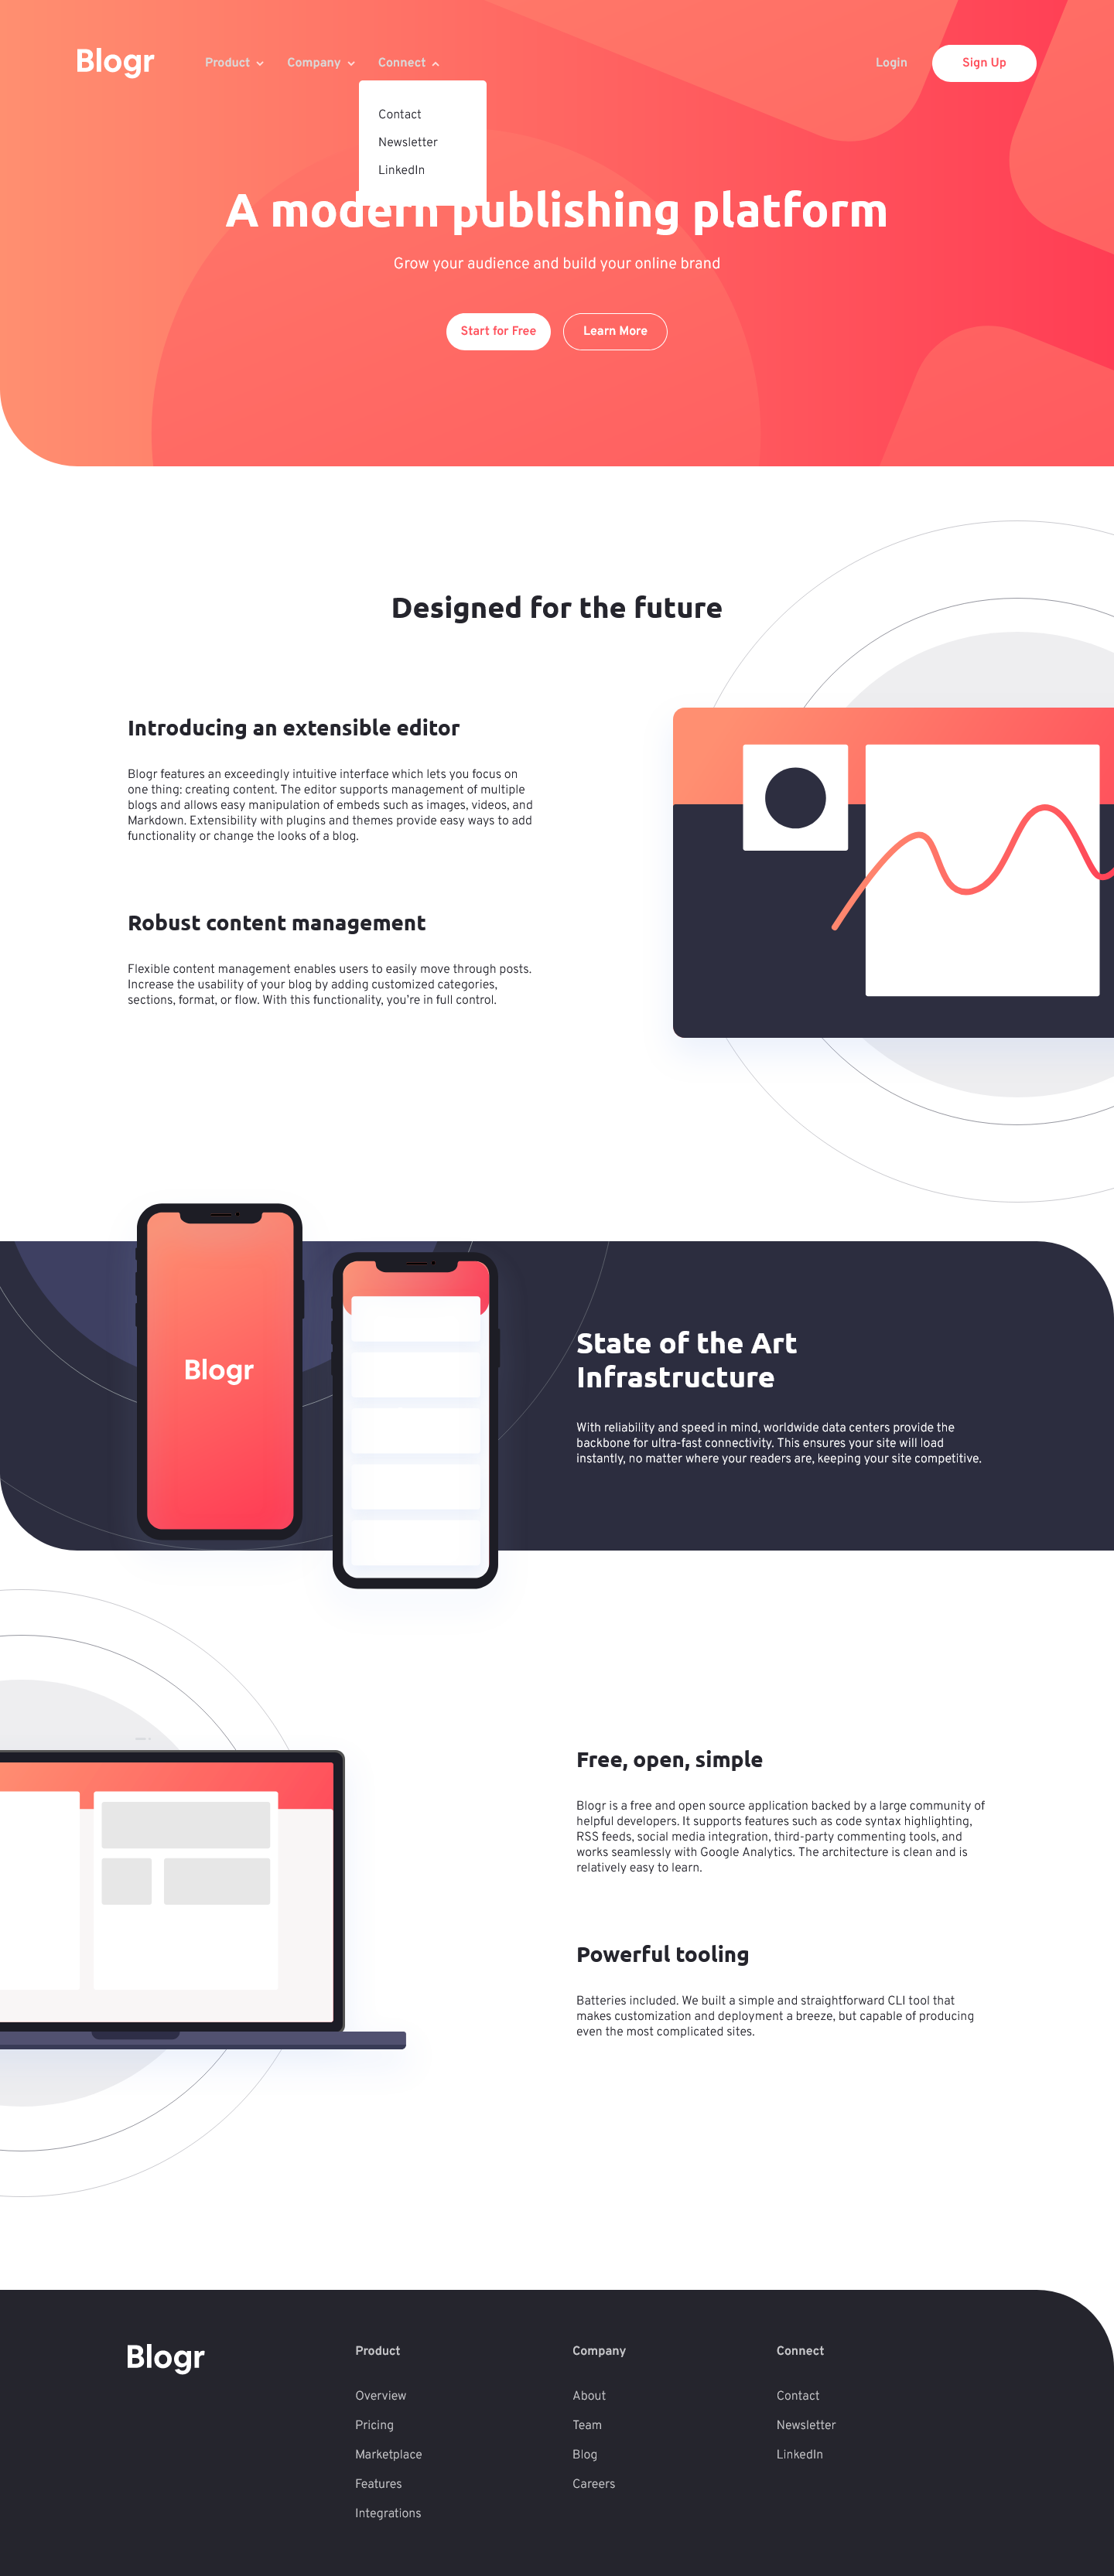 Blogr
Product
Company
Connect
Login
Sign Up
Contact
Newsletter
LinkedIn
A modern publishing platform
Grow your audience and build your online brand
Start for Free
Learn More
Designed for the future
Introducing an extensible editor
Blogr features an exceedingly intuitive interface which lets you focus on
one thing: creating content. The editor supports management of multiple
blogs and allows easy manipulation of embeds such as images, videos, and
Markdown. Extensibility with plugins and themes provide easy ways to add
functionality or change the looks of a blog.
Robust content management
Flexible content management enables users to easily move through posts.
Increase the usability of your blog by adding customized categories,
sections, format, or flow. With this functionality, you’re in full control.
Blogr
State of the Art
Infrastructure
With reliability and speed in mind, worldwide data centers provide the
backbone for ultra-fast connectivity. This ensures your site will load
instantly, no matter where your readers are, keeping your site competitive.
Free, open, simple
Blogr is a free and open source application backed by a large community of
helpful developers. It supports features such as code syntax highlighting,
RSS feeds, social media integration, third-party commenting tools, and
works seamlessly with Google Analytics. The architecture is clean and is
relatively easy to learn.
Powerful tooling
Batteries included. We built a simple and straightforward CLI tool that
makes customization and deployment a breeze, but capable of producing
even the most complicated sites.
Blogr
Product
Overview
Pricing
Marketplace
Features
Integrations
Company
About
Team
Blog
Careers
Connect
Contact
Newsletter
LinkedIn